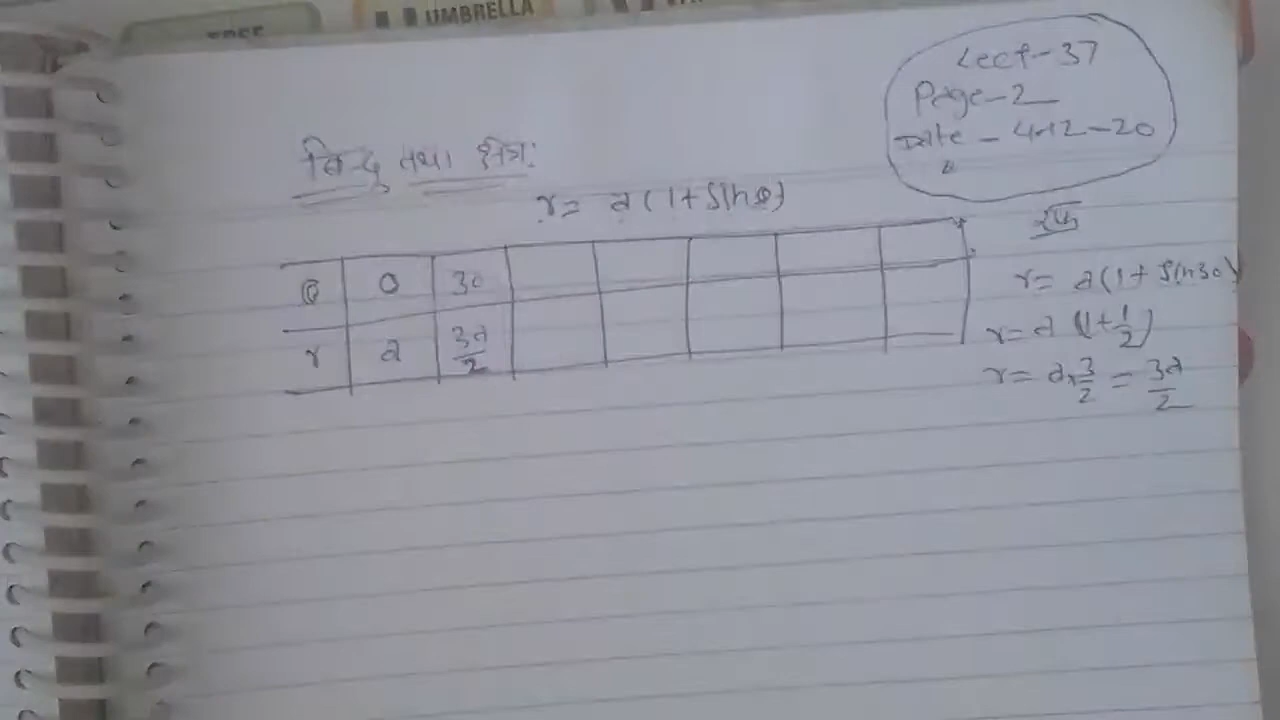 UMBRELLA
Lect-37
Page-2
Date - 4-12-20
बिन्दु तथा क्षेत्र:
r = a(1+Sinθ)
θ 0 30
r a 3a/2
रफ
r = a(1+Sin30)
r = a (1+1/2)
r = a×3/2 = 3a/2